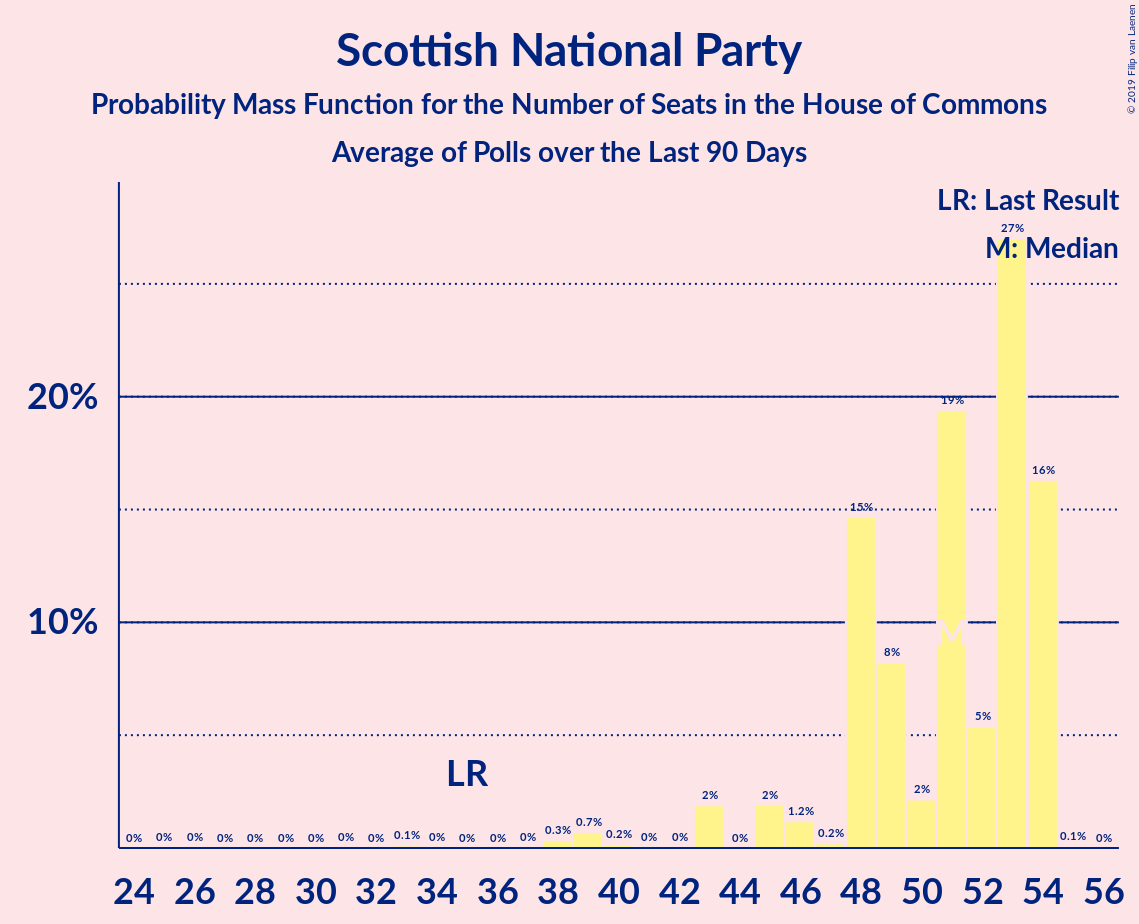 Scottish National Party
Probability Mass Function for the Number of Seats in the House of Commons
Average of Polls over the Last 90 Days
© 2019 Filip van Laenen
LR: Last Result
M: Median
20%
10%
LR
M
0% 0% 0% 0% 0% 0% 0% 0% 0% 0.1% 0% 0% 0% 0% 0.3% 0.7% 0.2% 0% 0% 2% 0% 2% 1.2% 0.2% 15% 8% 2% 19% 5% 27% 16% 0.1% 0%
24 26 28 30 32 34 36 38 40 42 44 46 48 50 52 54 56